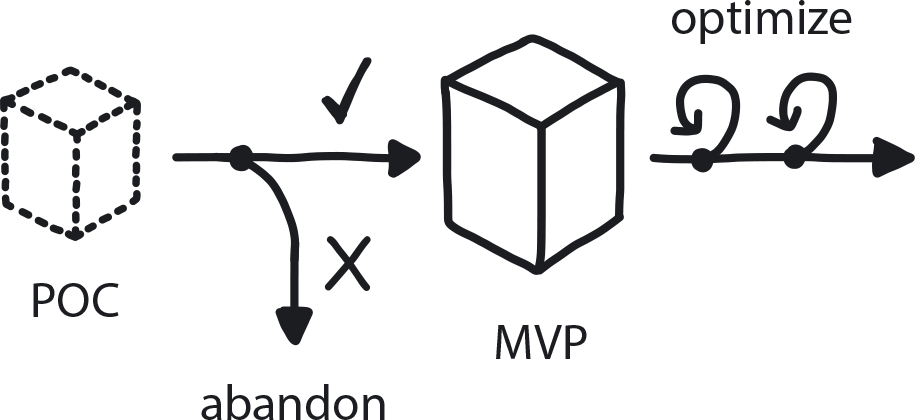 optimize
POC
MVP
abandon